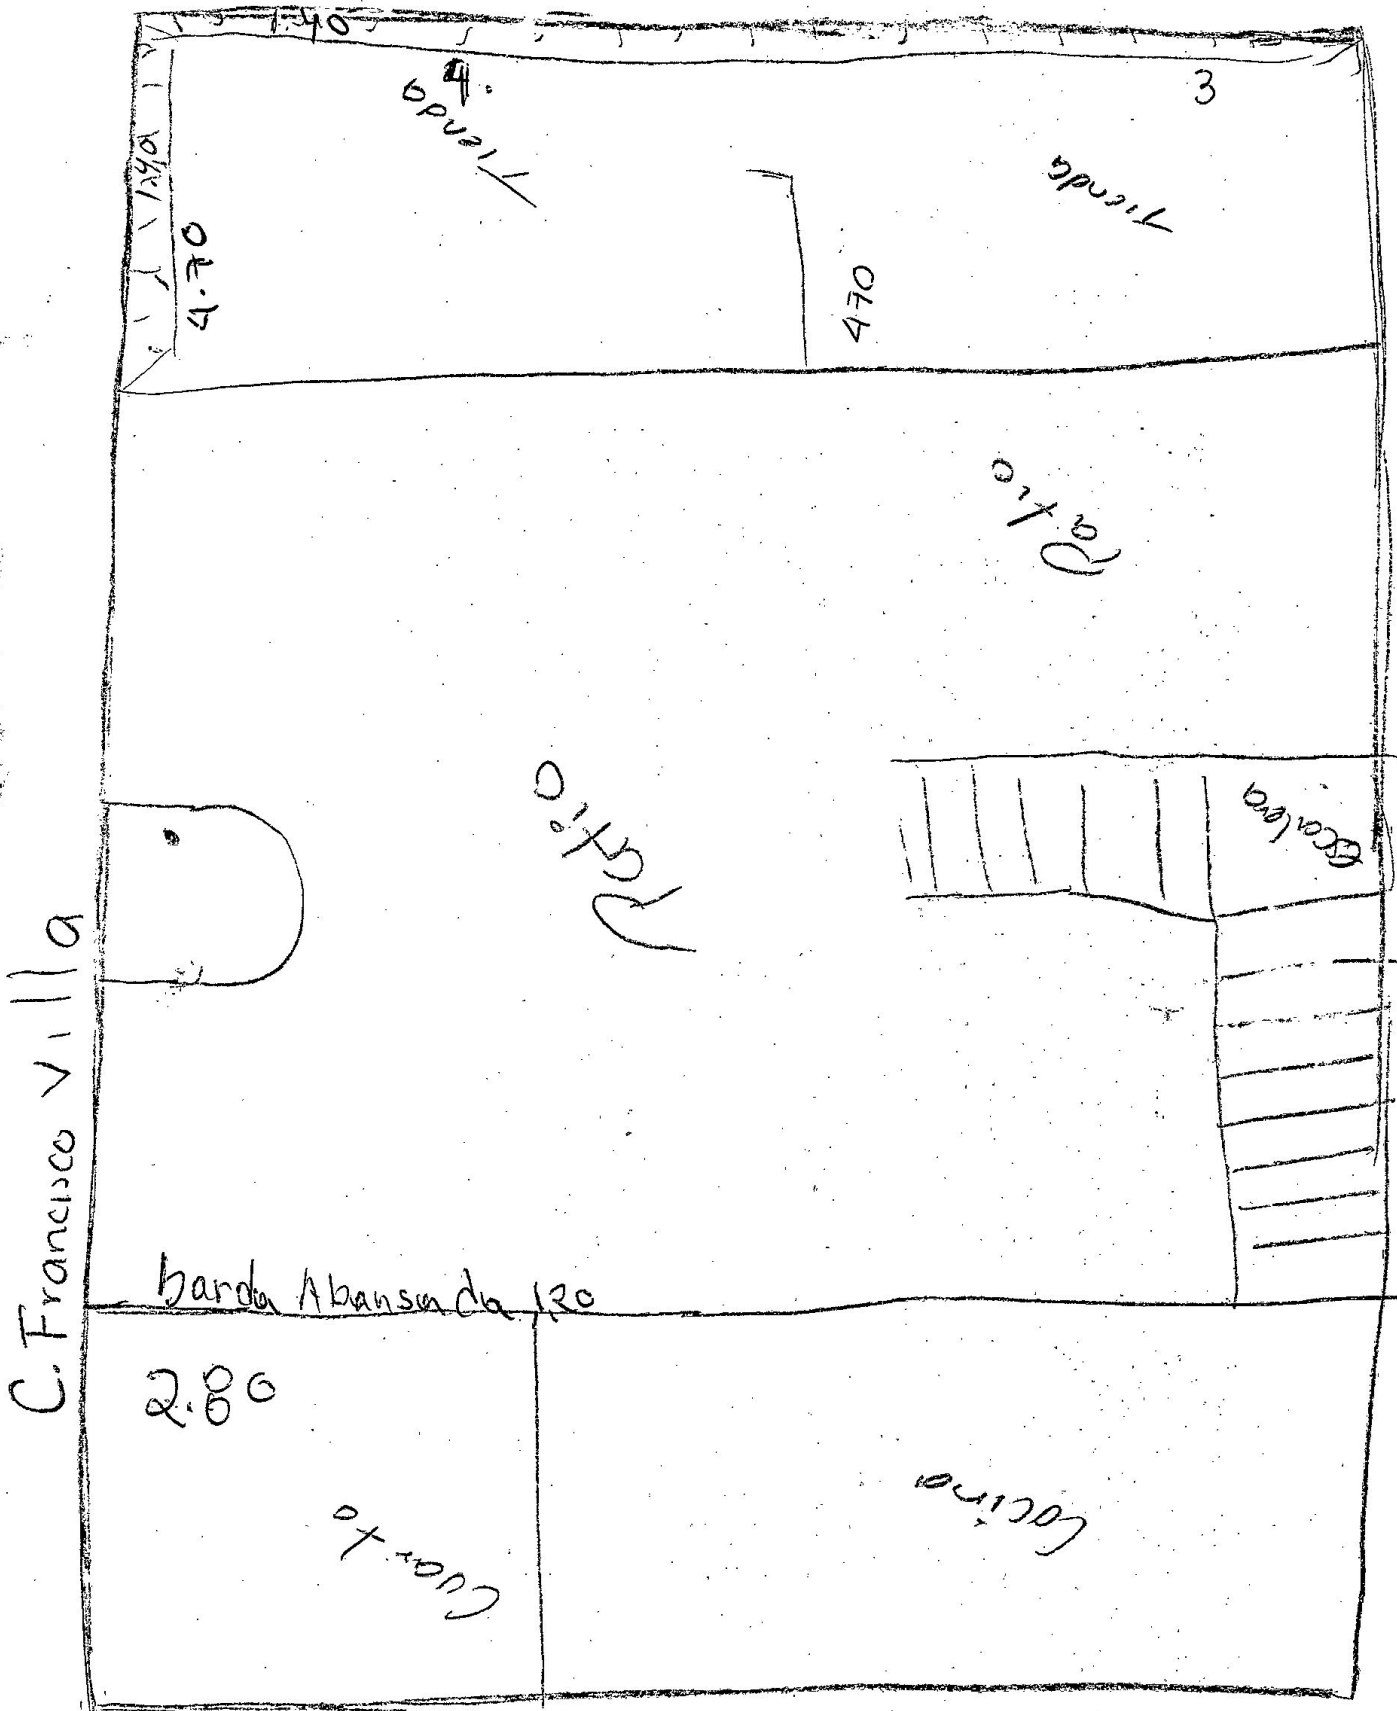 1.40
4.
3
Tienda
Tienda
1.40
4.70
470
Patio
Patio
Escalera
C. Francisco Villa
barda Abansada 1.20
2.80
Cuarto
Cocina